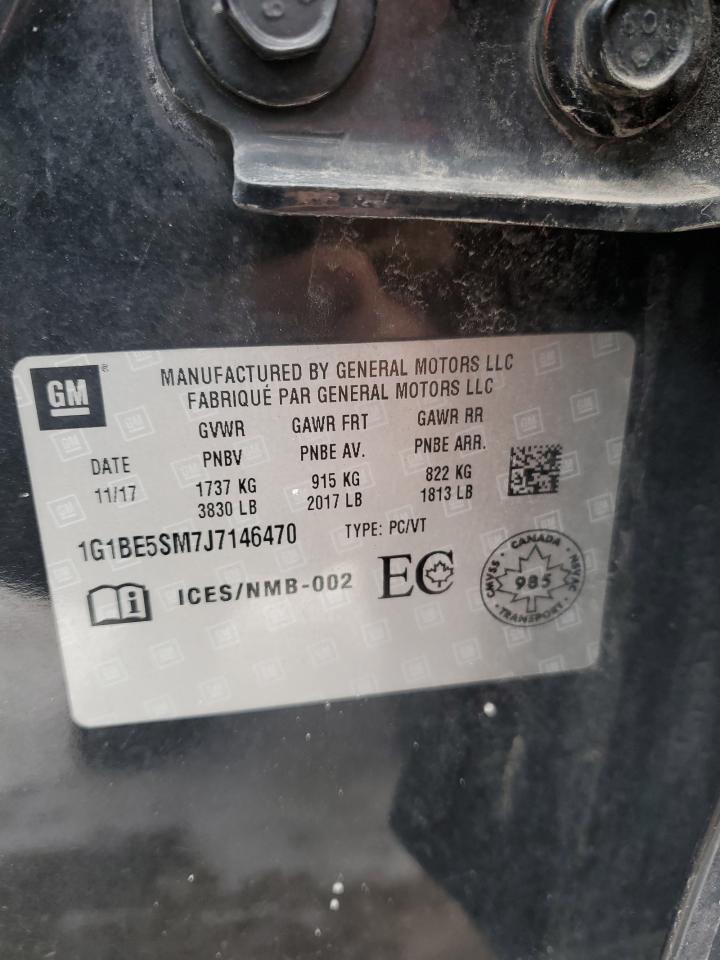 GM
MANUFACTURED BY GENERAL MOTORS LLC
FABRIQUÉ PAR GENERAL MOTORS LLC
GVWR GAWR FRT GAWR RR
DATE PNBV PNBE AV. PNBE ARR.
11/17 1737 KG 915 KG 822 KG
3830 LB 2017 LB 1813 LB
1G1BE5SM7J7146470 TYPE: PC/VT
i ICES/NMB-002 EC
CANADA
CMVSS 985 NSVAC
TRANSPORT